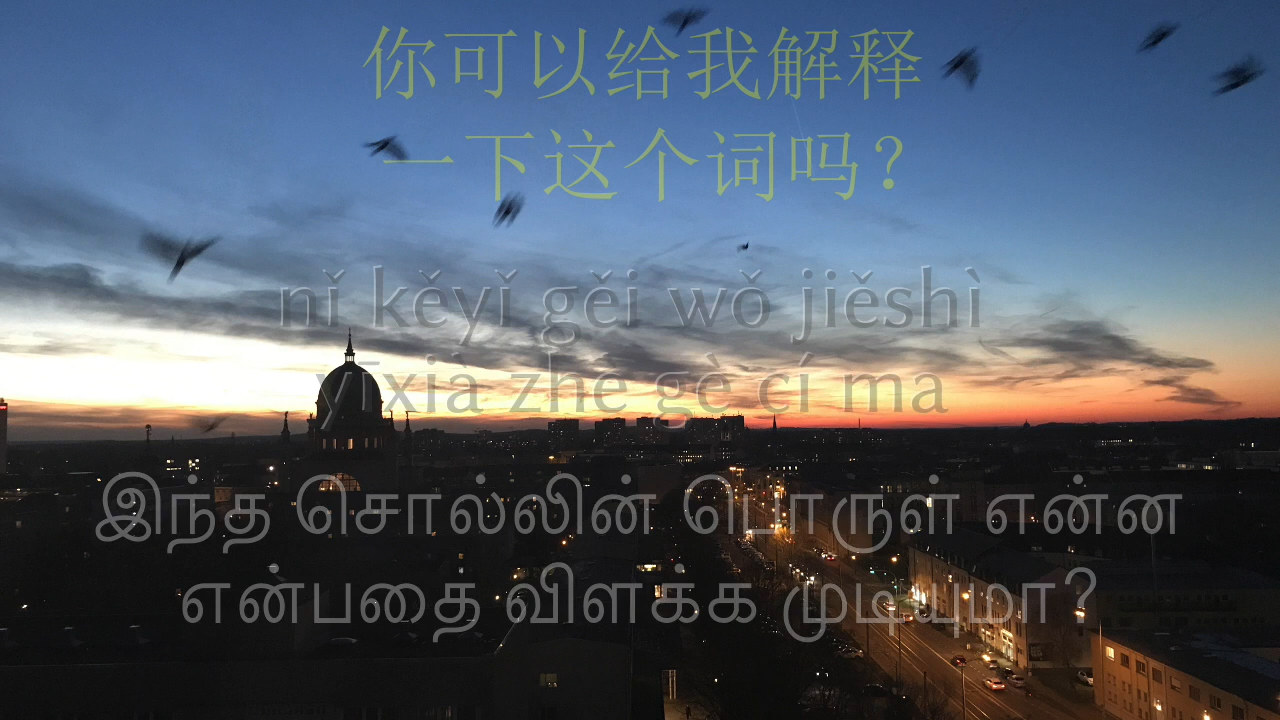 你可以给我解释
一下这个词吗？
nǐ kěyǐ gěi wǒ jiěshì
yīxià zhè gè cí ma
இந்த சொல்லின் பொருள் என்ன
என்பதை விளக்க முடியுமா?